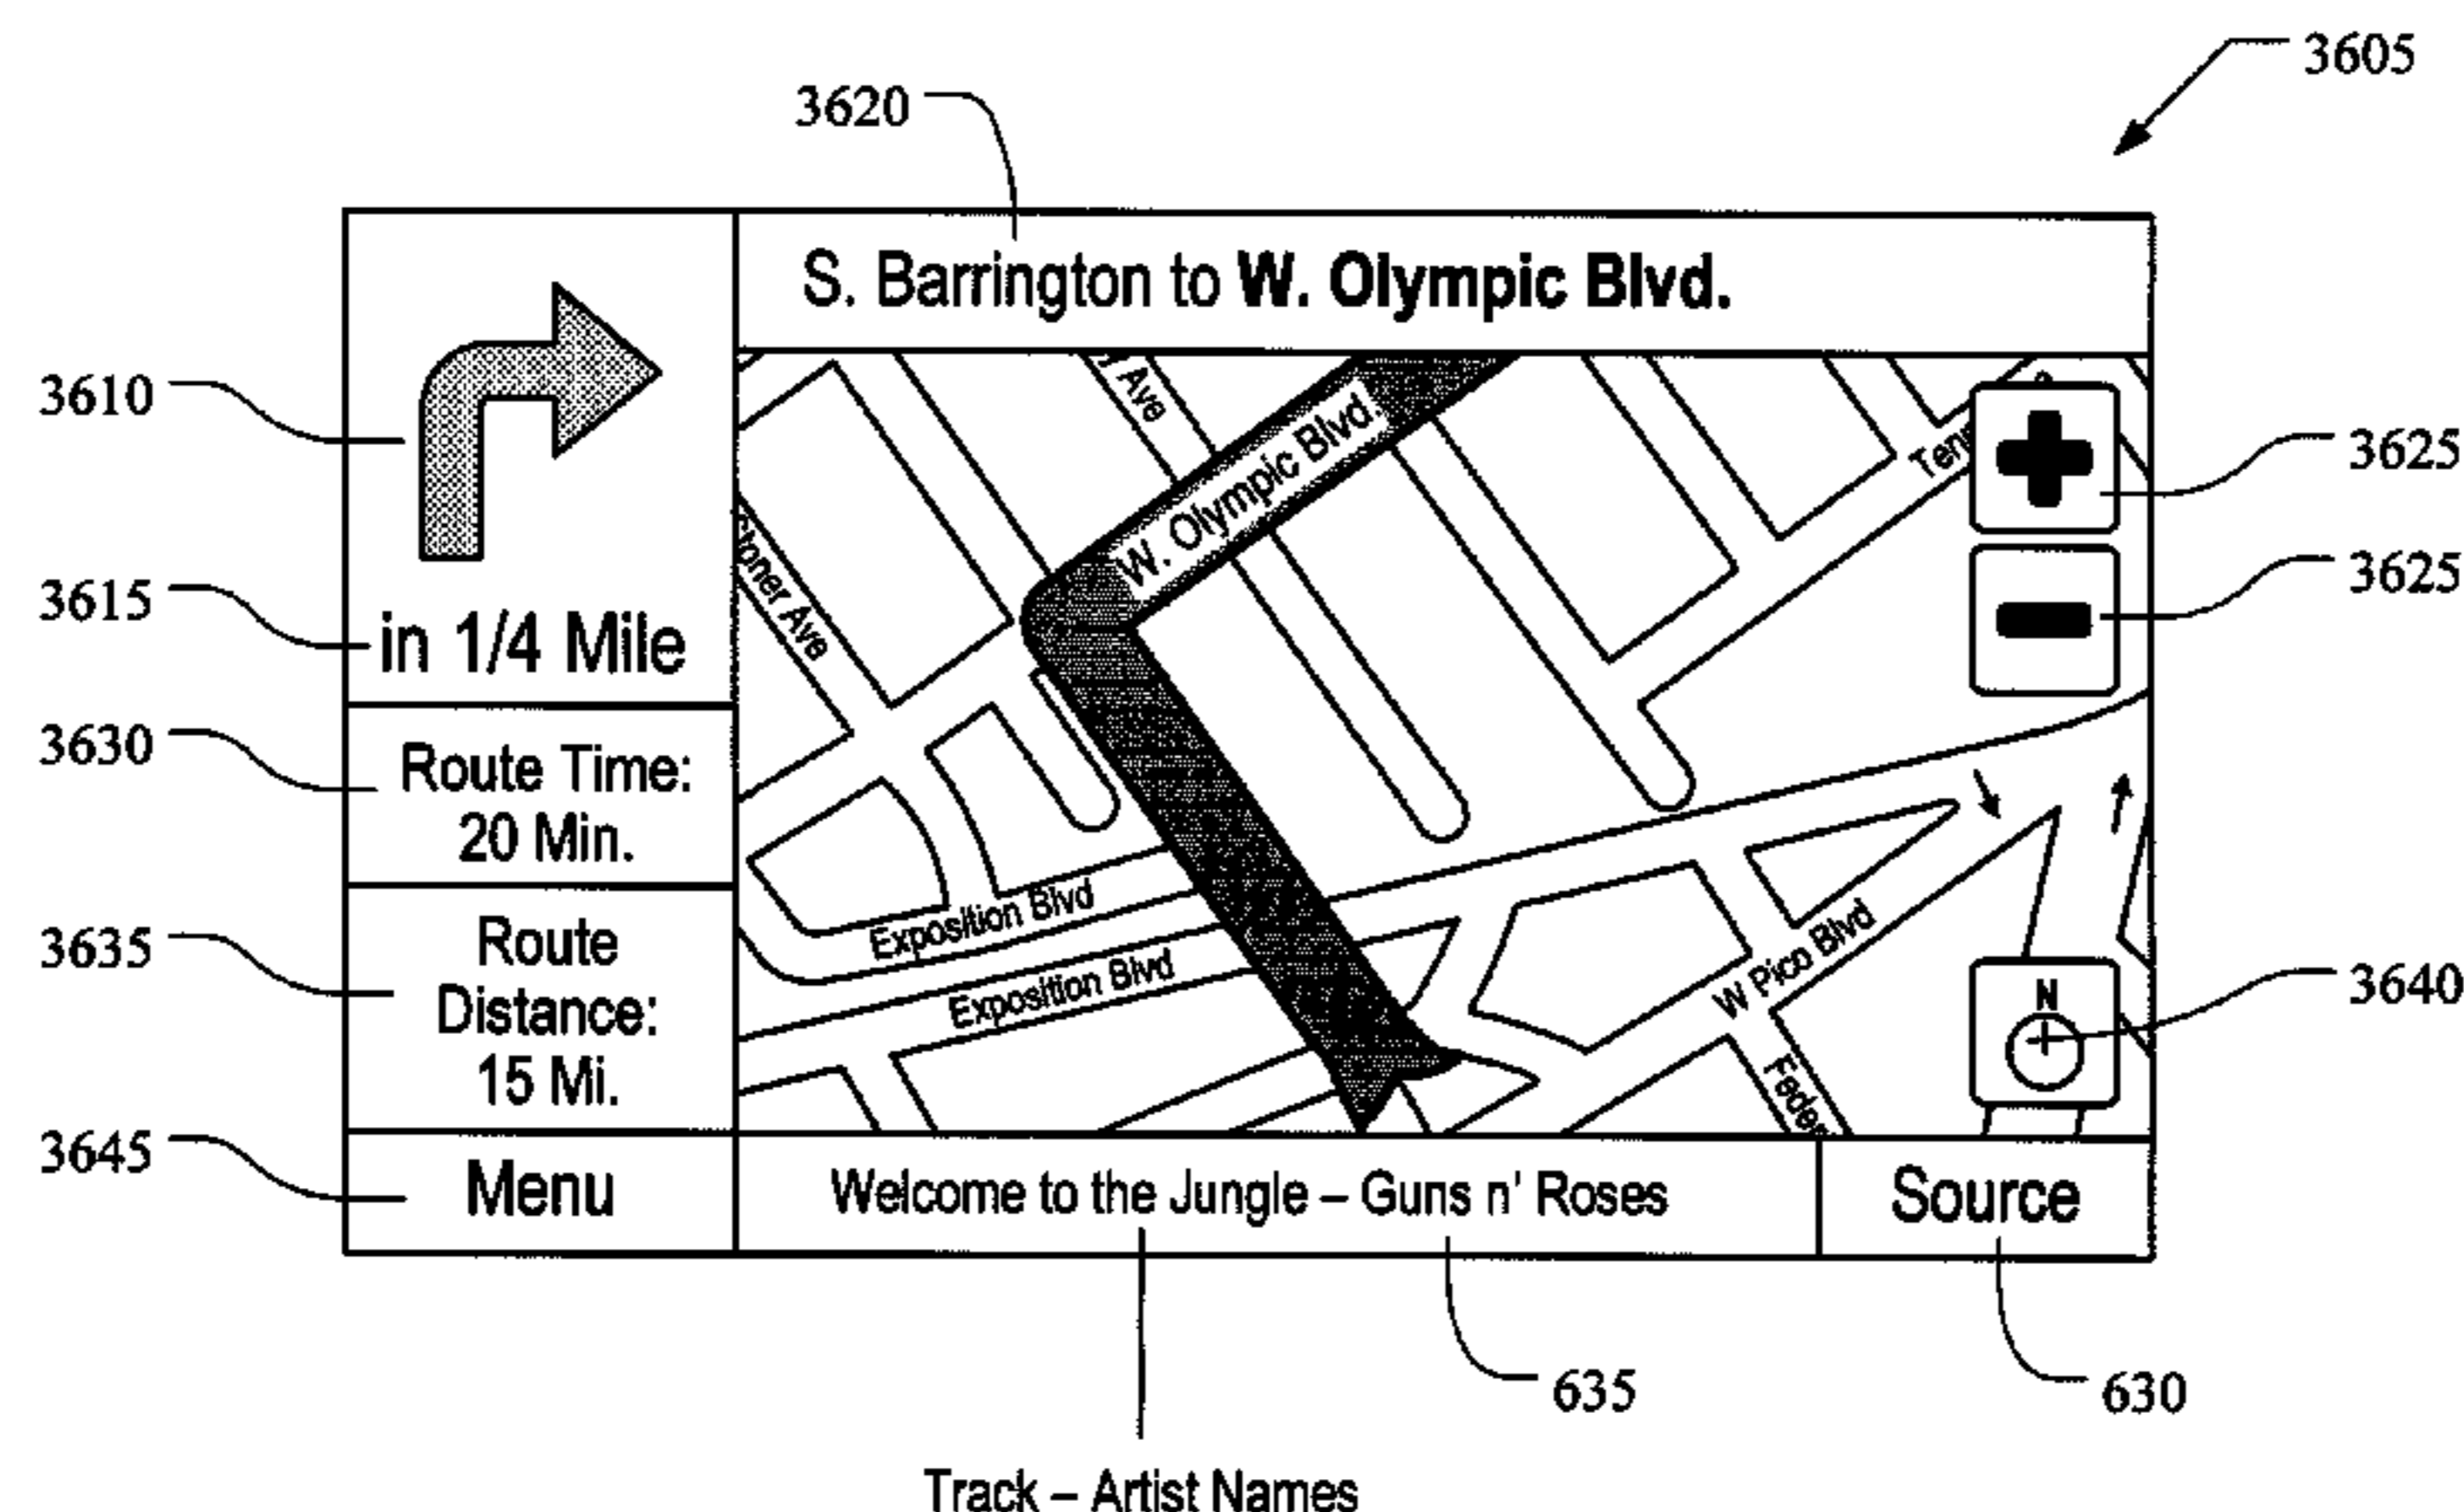 3605
3620
S. Barrington to W. Olympic Blvd.
3610
Ave
W. Olympic Blvd.
3625
3625
3615
in 1/4 Mile
Stoner Ave
3630
Route Time:
20 Min.
3635
Route
Distance:
15 Mi.
Exposition Blvd
Exposition Blvd
W Pico Blvd
N
3640
3645
Menu
Welcome to the Jungle – Guns n' Roses
Source
635
630
Track – Artist Names